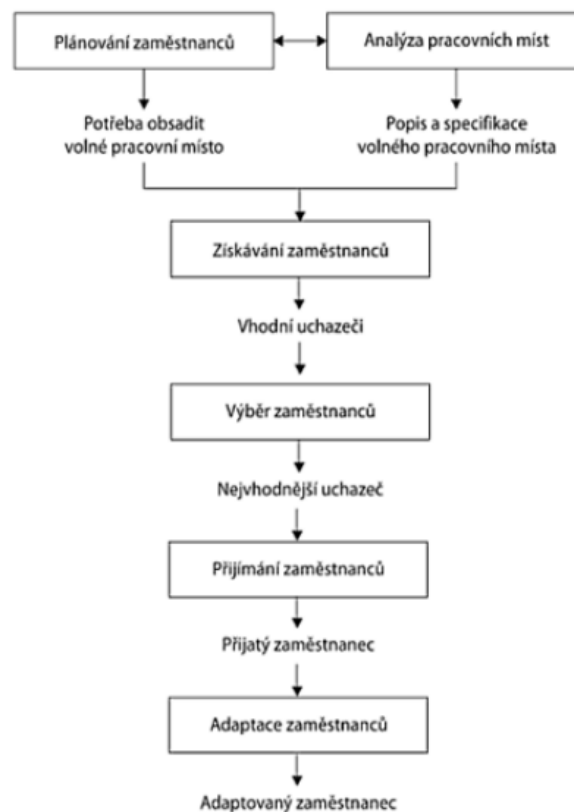 Plánování zaměstnanců
Analýza pracovních míst
Potřeba obsadit
volné pracovní místo
Popis a specifikace
volného pracovního místa
Získávání zaměstnanců
Vhodní uchazeči
Výběr zaměstnanců
Nejvhodnější uchazeč
Přijímání zaměstnanců
Přijatý zaměstnanec
Adaptace zaměstnanců
Adaptovaný zaměstnanec